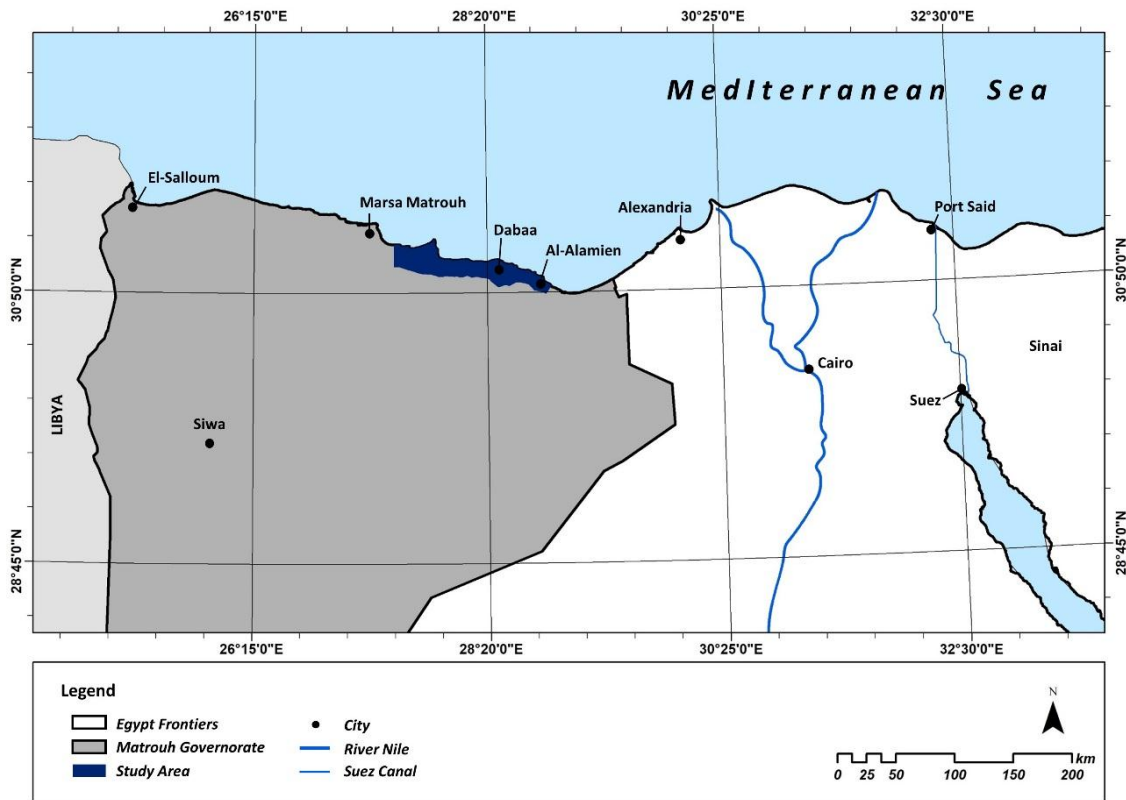 26°15'0"E 28°20'0"E 30°25'0"E 32°30'0"E
MedIterranean Sea
El-Salloum
Marsa Matrouh
Alexandria
Port Said
Dabaa
Al-Alamien
30°50'0"N
30°50'0"N
Sinai
Cairo
Suez
LIBYA
Siwa
28°45'0"N
28°45'0"N
26°15'0"E 28°20'0"E 30°25'0"E 32°30'0"E
Legend
Egypt Frontiers
Matrouh Governorate
Study Area
City
River Nile
Suez Canal
N
km
0 25 50 100 150 200